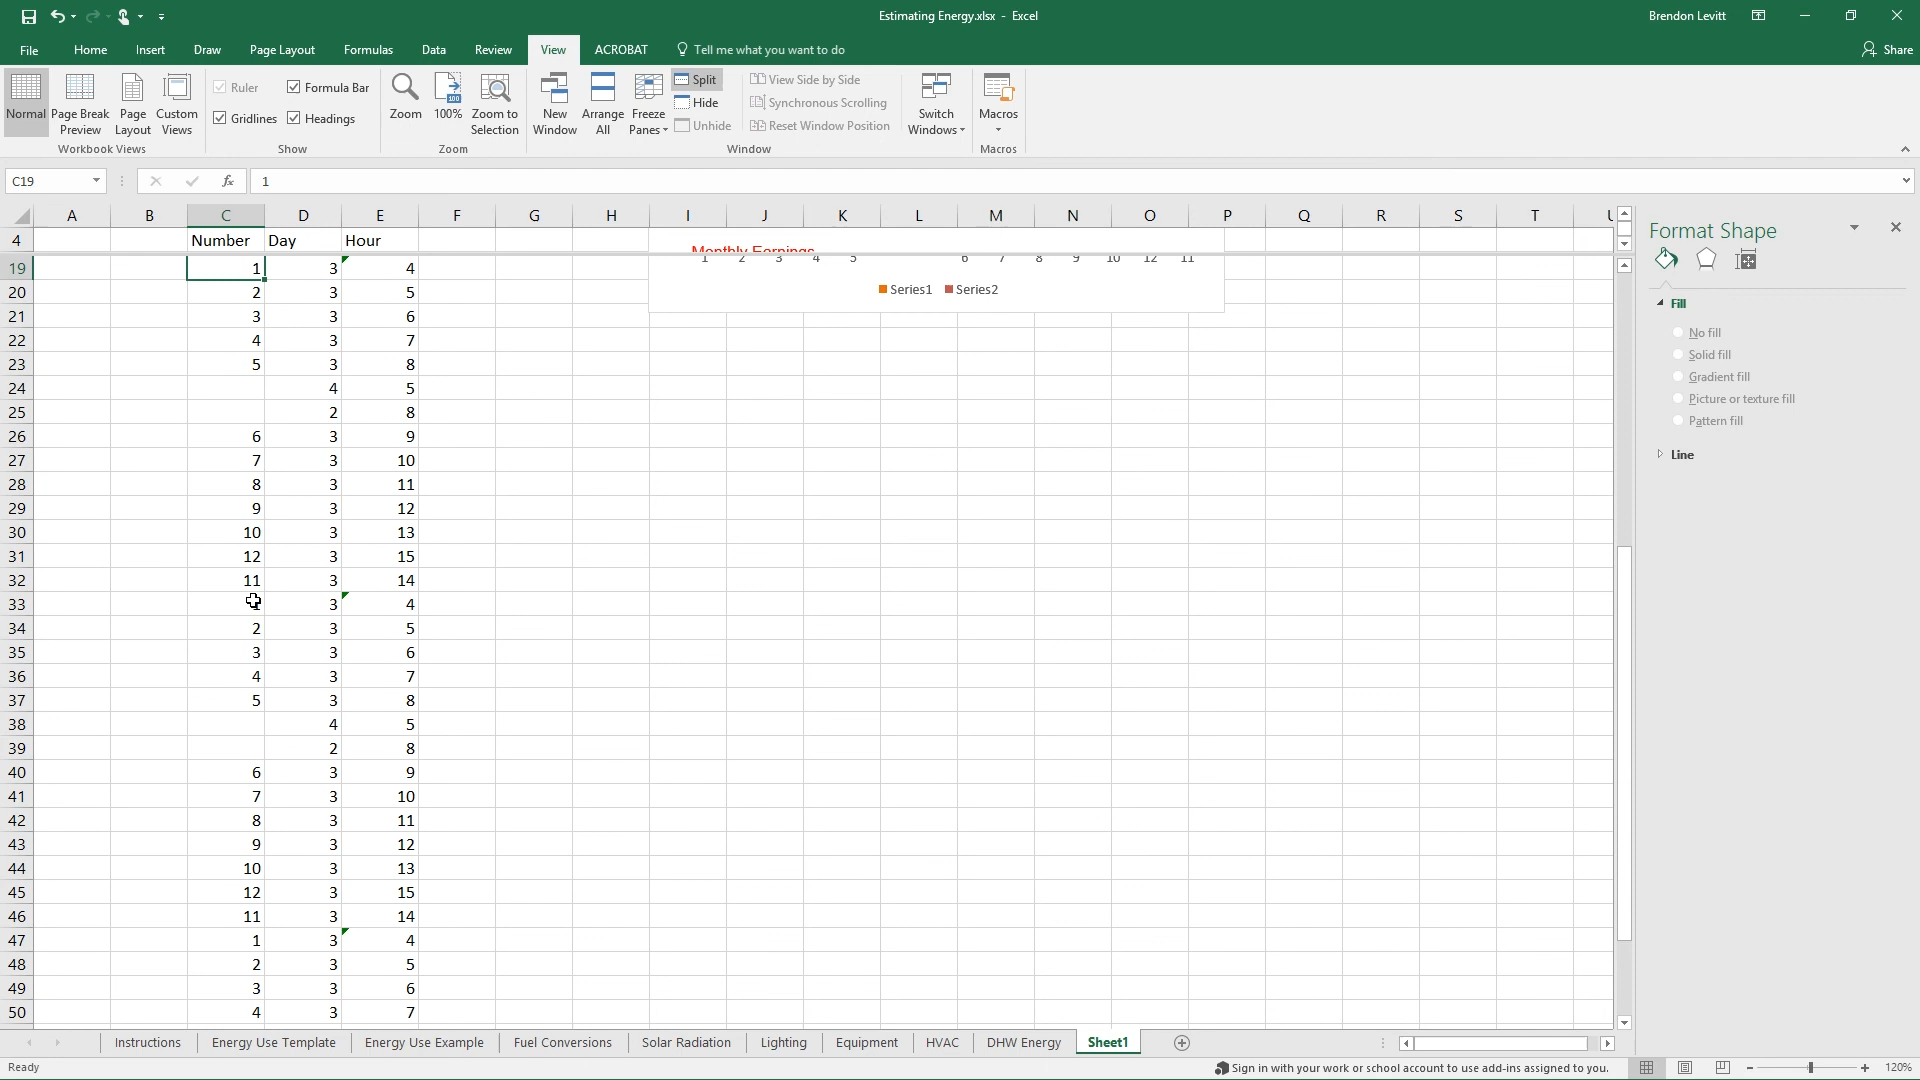 Estimating Energy.xlsx - Excel
Brendon Levitt
File Home Insert Draw Page Layout Formulas Data Review View ACROBAT Tell me what you want to do
Share
Normal
Page Break Preview
Page Layout
Custom Views
Workbook Views
Ruler
Formula Bar
Gridlines
Headings
Show
Zoom
100
100%
Zoom to Selection
Zoom
New Window
Arrange All
Freeze Panes
Split
Hide
Unhide
View Side by Side
Synchronous Scrolling
Reset Window Position
Window
Switch Windows
Macros
Macros
C19
fx
1
A B C D E F G H I J K L M N O P Q R S T
4 Number Day Hour Monthly Earnings
1 2 3 4 5 6 7 8 9 10 12 11
Series1 Series2
19 1 3 4
20 2 3 5
21 3 3 6
22 4 3 7
23 5 3 8
24 4 5
25 2 8
26 6 3 9
27 7 3 10
28 8 3 11
29 9 3 12
30 10 3 13
31 12 3 15
32 11 3 14
33 3 4
34 2 3 5
35 3 3 6
36 4 3 7
37 5 3 8
38 4 5
39 2 8
40 6 3 9
41 7 3 10
42 8 3 11
43 9 3 12
44 10 3 13
45 12 3 15
46 11 3 14
47 1 3 4
48 2 3 5
49 3 3 6
50 4 3 7
Format Shape
Fill
No fill
Solid fill
Gradient fill
Picture or texture fill
Pattern fill
Line
Instructions Energy Use Template Energy Use Example Fuel Conversions Solar Radiation Lighting Equipment HVAC DHW Energy Sheet1
Ready
Sign in with your work or school account to use add-ins assigned to you.
120%